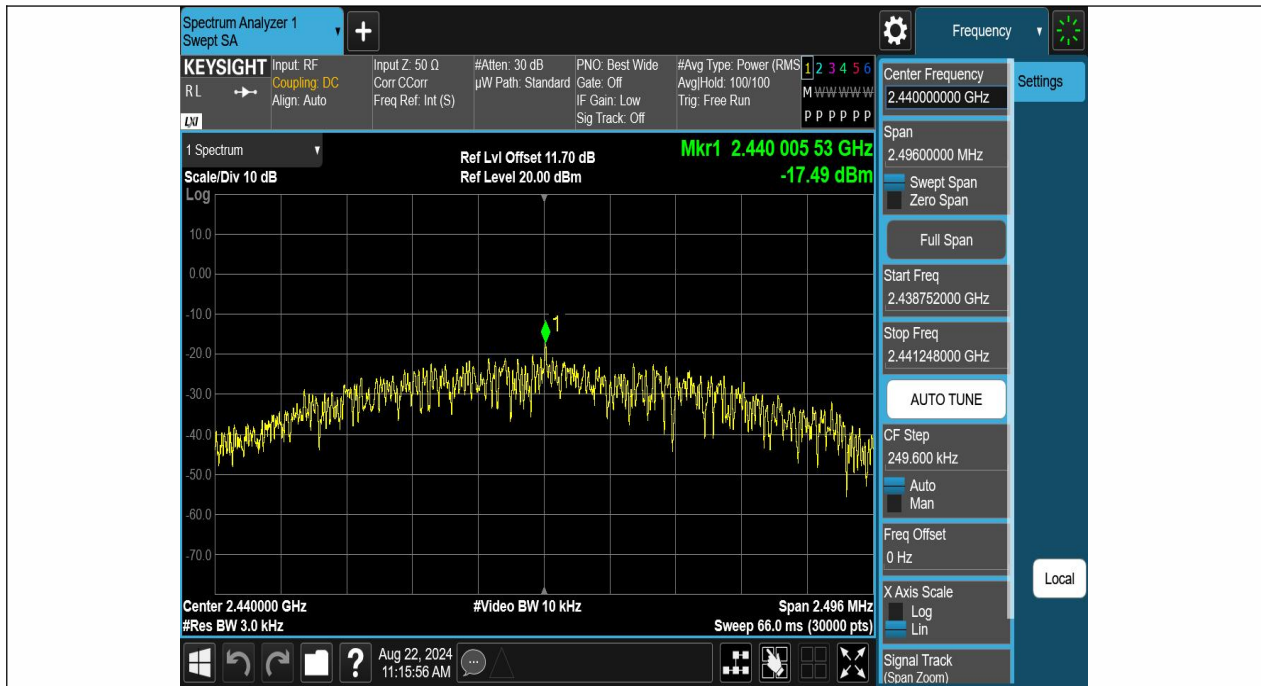 Spectrum Analyzer 1
Swept SA
+
Frequency
KEYSIGHT
R L
LXI
Input: RF
Coupling: DC
Align: Auto
Input Z: 50 Ω
Corr CCorr
Freq Ref: Int (S)
#Atten: 30 dB
µW Path: Standard
PNO: Best Wide
Gate: Off
IF Gain: Low
Sig Track: Off
#Avg Type: Power (RMS
Avg|Hold: 100/100
Trig: Free Run
1 2 3 4 5 6
M W W W W W
P P P P P P
1 Spectrum
Scale/Div 10 dB
Log
Ref Lvl Offset 11.70 dB
Ref Level 20.00 dBm
Mkr1 2.440 005 53 GHz
-17.49 dBm
10.0
0.00
-10.0
-20.0
-30.0
-40.0
-50.0
-60.0
-70.0
1
Center 2.440000 GHz
#Res BW 3.0 kHz
#Video BW 10 kHz
Span 2.496 MHz
Sweep 66.0 ms (30000 pts)
Center Frequency
2.440000000 GHz
Settings
Span
2.49600000 MHz
Swept Span
Zero Span
Full Span
Start Freq
2.438752000 GHz
Stop Freq
2.441248000 GHz
AUTO TUNE
CF Step
249.600 kHz
Auto
Man
Freq Offset
0 Hz
X Axis Scale
Log
Lin
Local
Signal Track
(Span Zoom)
?
Aug 22, 2024
11:15:56 AM